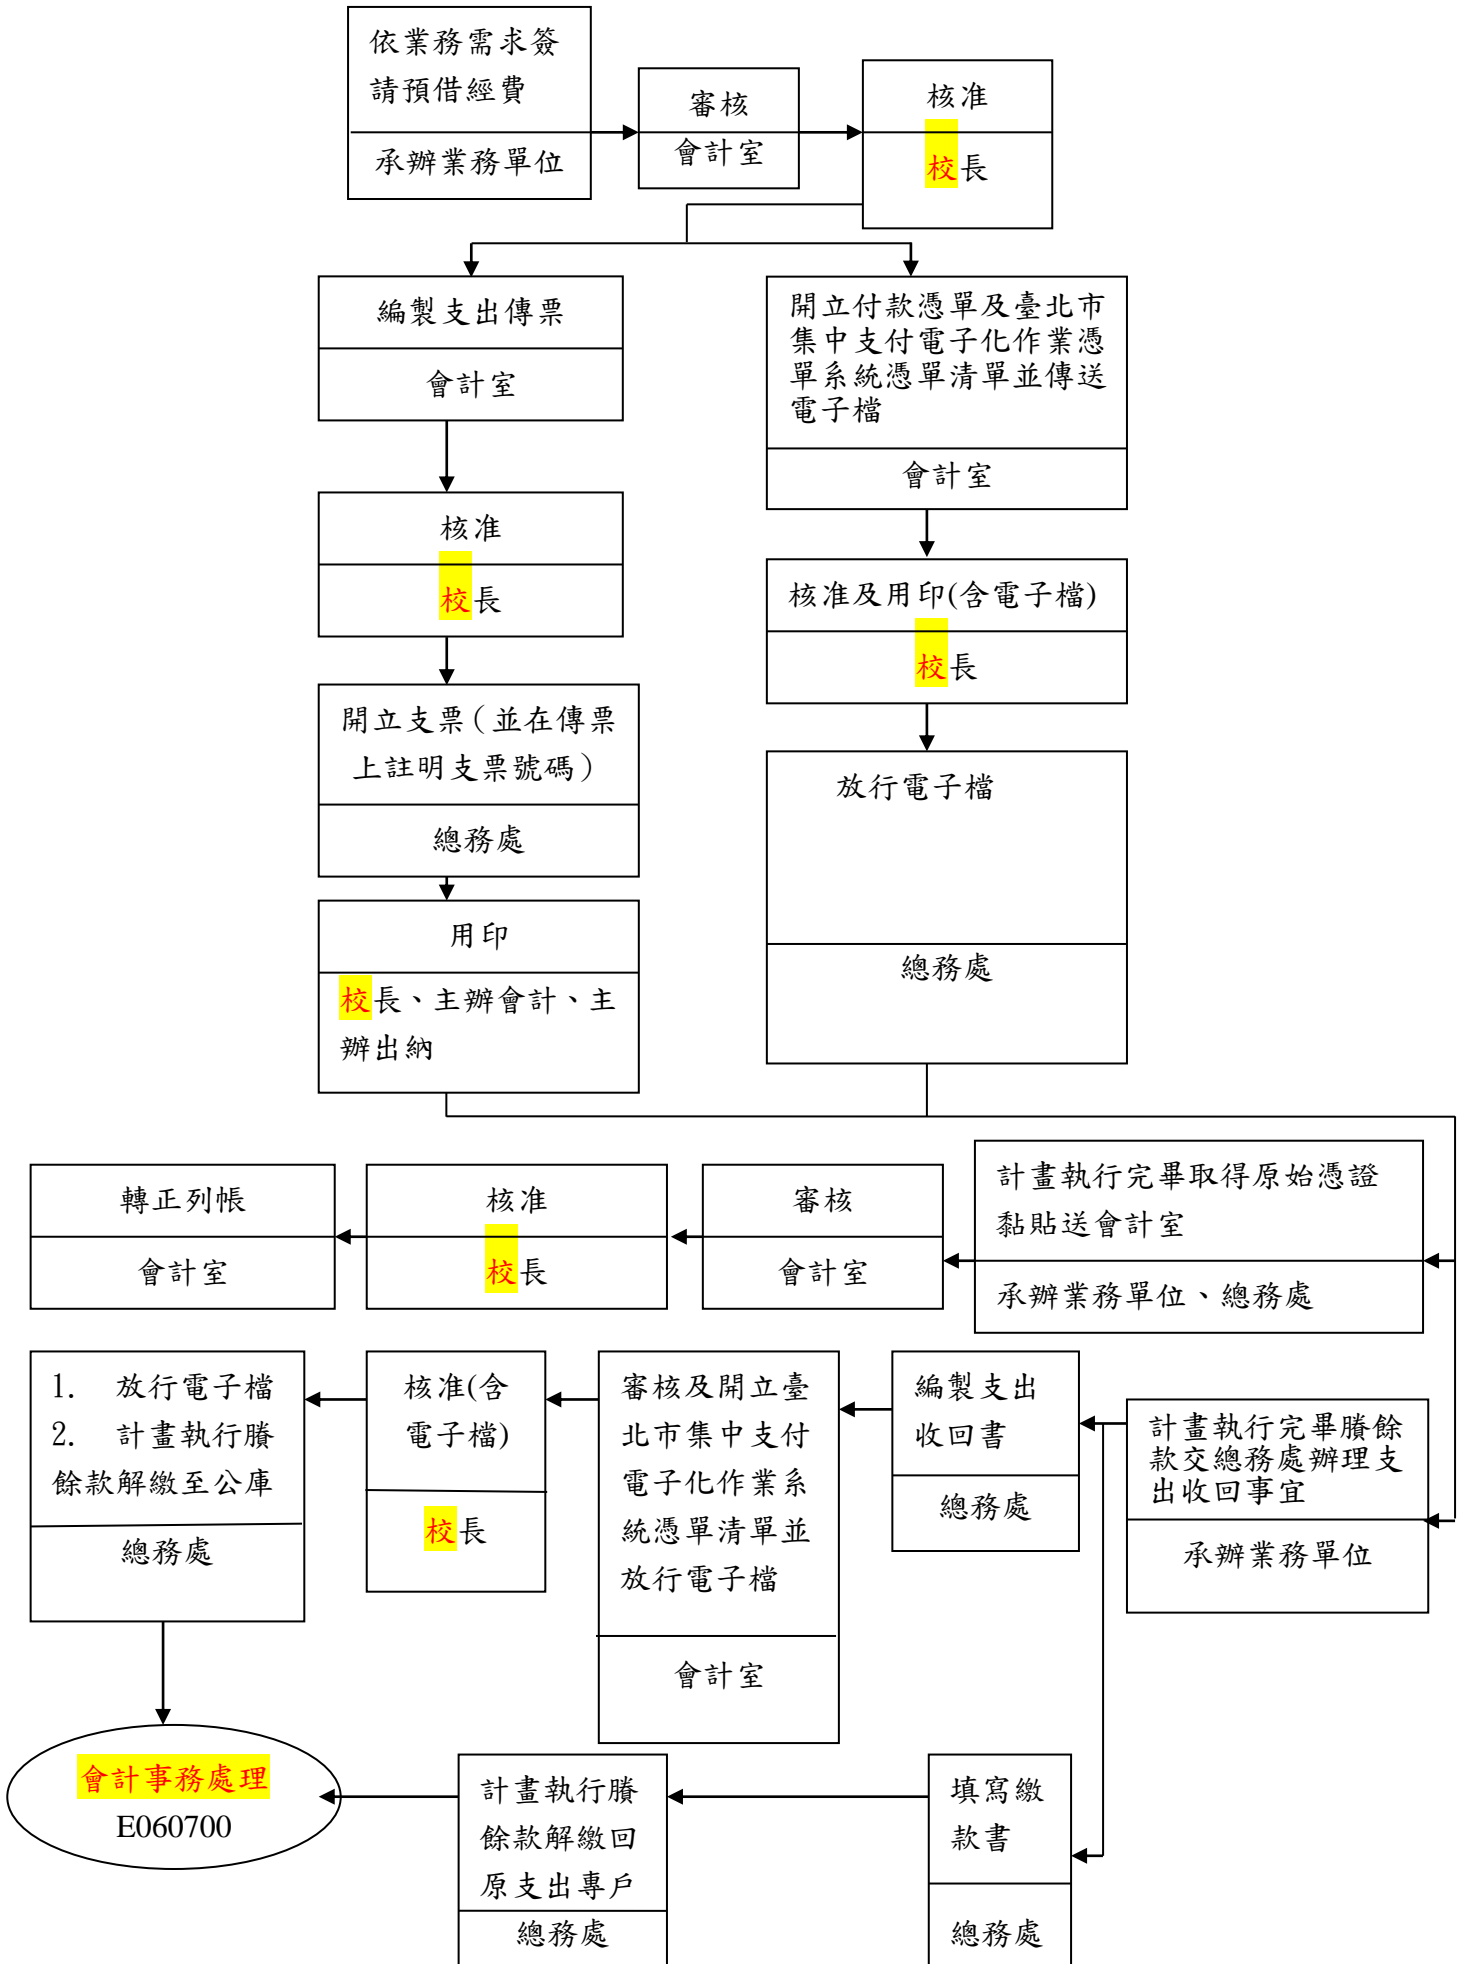 依業務需求簽
請預借經費
承辦業務單位
審核
會計室
核准
校長
編製支出傳票
會計室
核准
校長
開立支票（並在傳票
上註明支票號碼）
總務處
用印
校長、主辦會計、主
辦出納
開立付款憑單及臺北市
集中支付電子化作業憑
單系統憑單清單並傳送
電子檔
會計室
核准及用印(含電子檔)
校長
放行電子檔
總務處
計畫執行完畢取得原始憑證
黏貼送會計室
承辦業務單位、總務處
審核
會計室
核准
校長
轉正列帳
會計室
計畫執行完畢賸餘
款交總務處辦理支
出收回事宜
承辦業務單位
編製支出
收回書
總務處
審核及開立臺
北市集中支付
電子化作業系
統憑單清單並
放行電子檔
會計室
核准(含
電子檔)
校長
1. 放行電子檔
2. 計畫執行賸
餘款解繳至公庫
總務處
填寫繳
款書
總務處
計畫執行賸
餘款解繳回
原支出專戶
總務處
會計事務處理
E060700